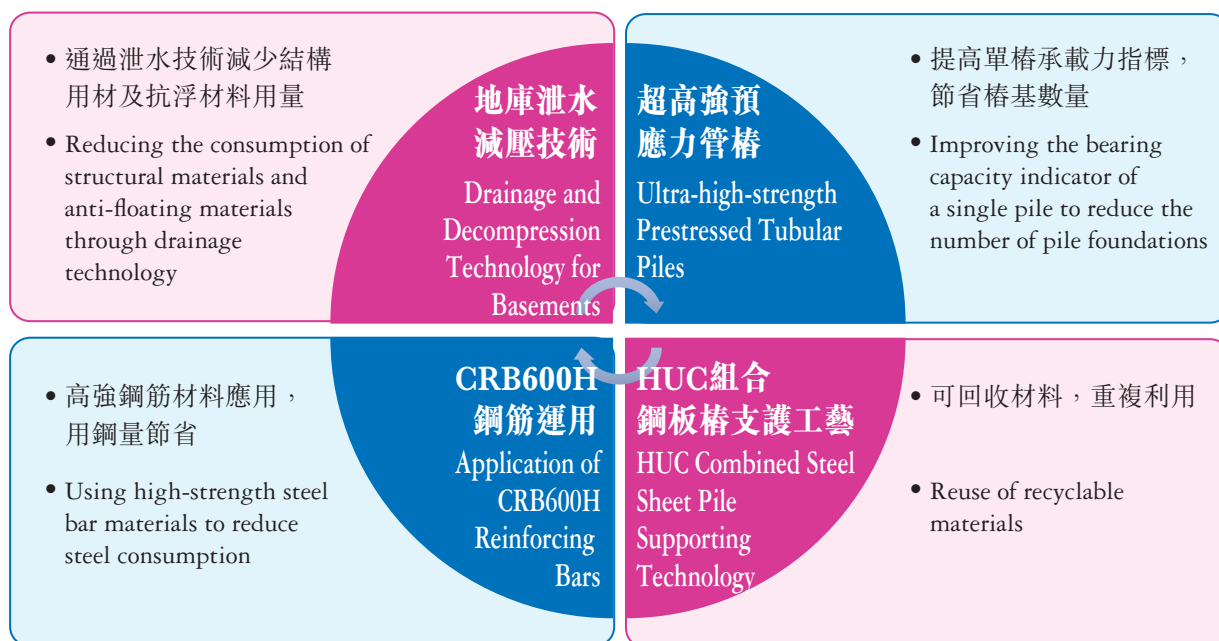 • 通過泄水技術減少結構
用材及抗浮材料用量
• Reducing the consumption of
structural materials and
anti-floating materials
through drainage
technology
地庫泄水
減壓技術
Drainage and
Decompression
Technology for
Basements
超高強預
應力管樁
Ultra-high-strength
Prestressed Tubular
Piles
• 提高單樁承載力指標，
節省樁基數量
• Improving the bearing
capacity indicator of
a single pile to reduce the
number of pile foundations
• 高強鋼筋材料應用，
用鋼量節省
• Using high-strength steel
bar materials to reduce
steel consumption
CRB600H
鋼筋運用
Application of
CRB600H
Reinforcing
Bars
HUC組合
鋼板樁支護工藝
HUC Combined Steel
Sheet Pile
Supporting
Technology
• 可回收材料，重複利用
• Reuse of recyclable
materials